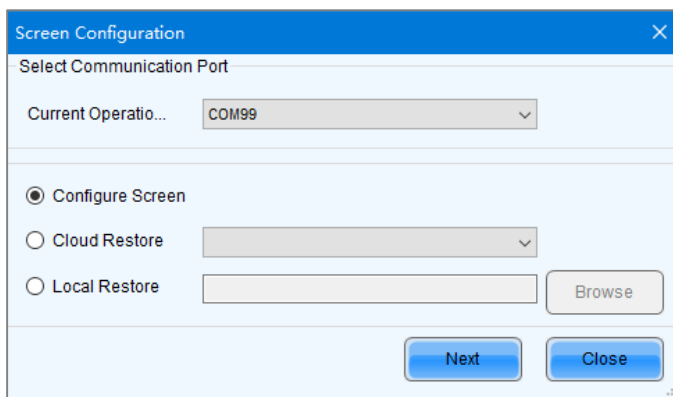 Screen Configuration
Select Communication Port
Current Operatio... COM99
Configure Screen
Cloud Restore
Local Restore Browse
Next Close